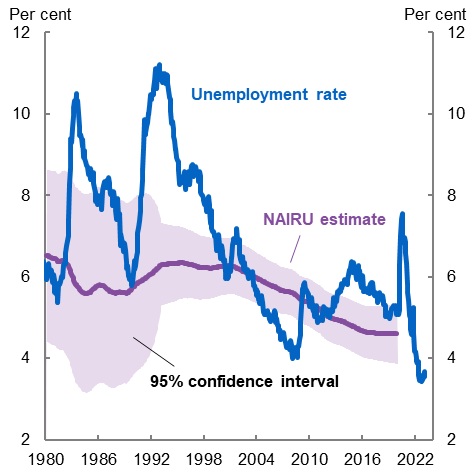 Per cent Per cent
12 12
Unemployment rate
10 10
8 8
NAIRU estimate
6 6
4 4
95% confidence interval
2 2
1980 1986 1992 1998 2004 2010 2016 2022